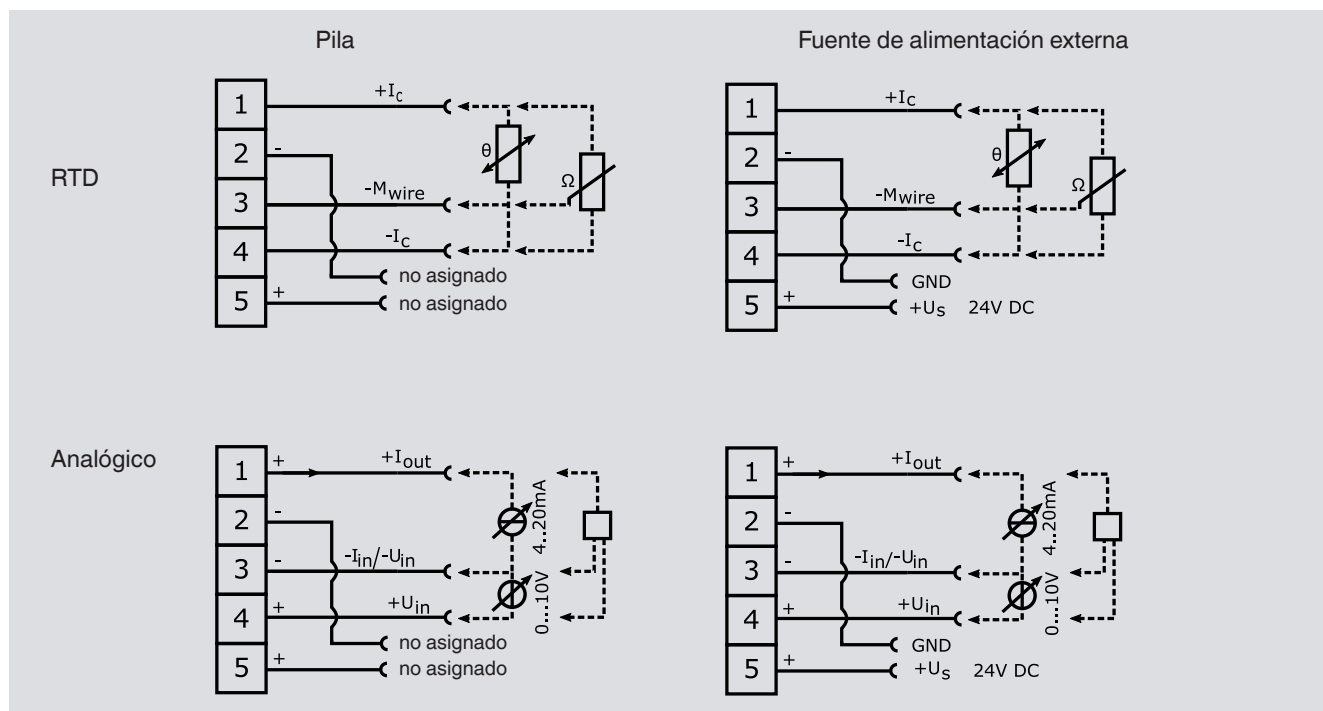 Pila
Fuente de alimentación externa
RTD
1
+Ic
2
-
θ
Ω
3
-Mwire
4
-Ic
no asignado
5
+
no asignado
1
+Ic
2
-
θ
Ω
3
-Mwire
4
-Ic
GND
5
+
+Us 24V DC
Analógico
1
+
+Iout
2
-
4...20mA
3
-
-Iin/-Uin
4
+
+Uin
0...10V
no asignado
5
+
no asignado
1
+
+Iout
2
-
4...20mA
3
-
-Iin/-Uin
4
+
+Uin
0...10V
GND
5
+
+Us 24V DC